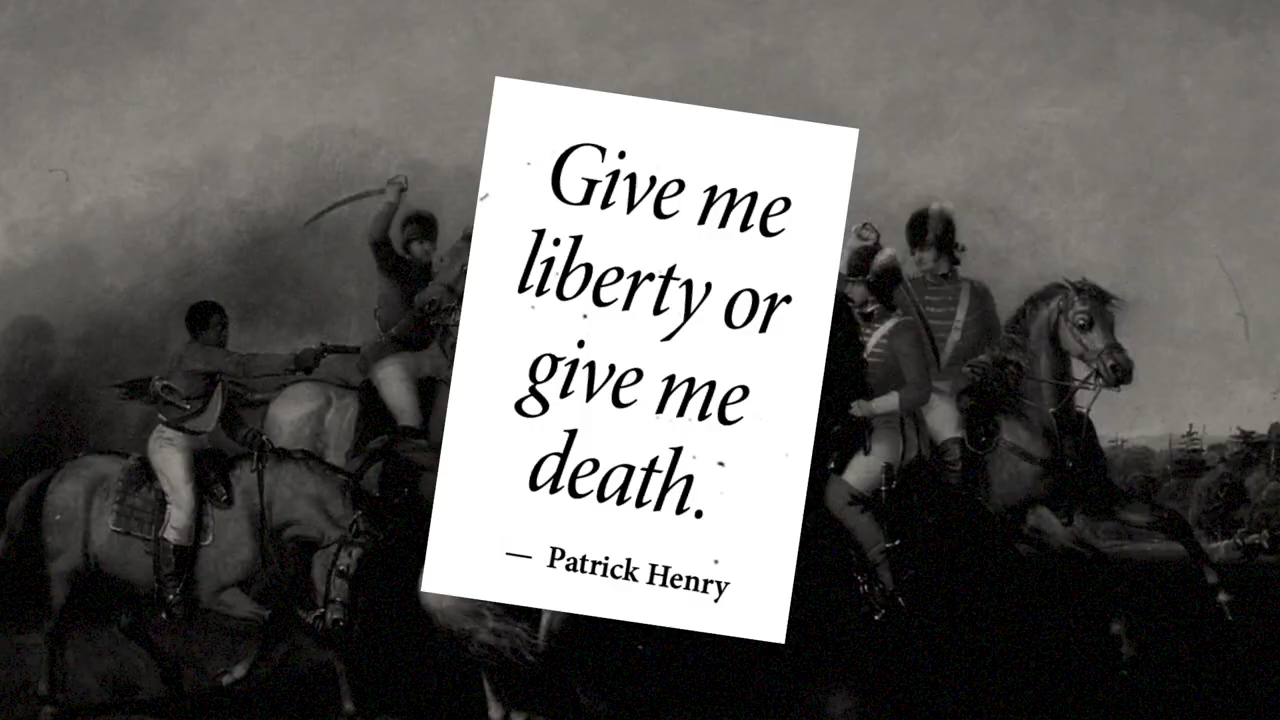 Give me
liberty or
give me
death.
— Patrick Henry